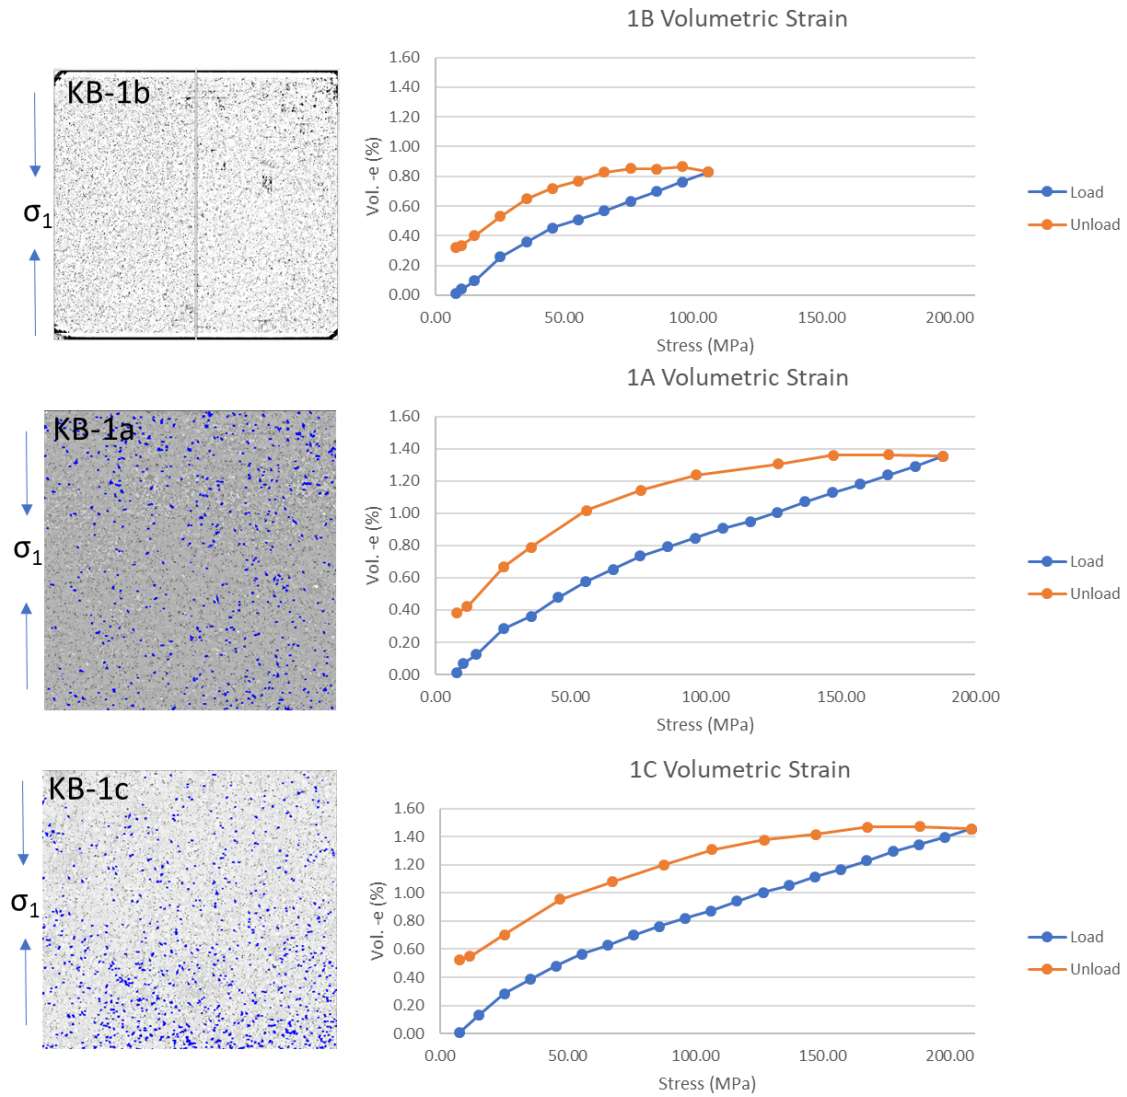 1B Volumetric Strain
KB-1b
σ1
Vol. -e (%)
1.60
1.40
1.20
1.00
0.80
0.60
0.40
0.20
0.00
0.00 50.00 100.00 150.00 200.00
Stress (MPa)
Load
Unload
1A Volumetric Strain
KB-1a
σ1
Vol. -e (%)
1.60
1.40
1.20
1.00
0.80
0.60
0.40
0.20
0.00
0.00 50.00 100.00 150.00 200.00
Stress (MPa)
Load
Unload
1C Volumetric Strain
KB-1c
σ1
Vol. -e (%)
1.60
1.40
1.20
1.00
0.80
0.60
0.40
0.20
0.00
0.00 50.00 100.00 150.00 200.00
Stress (MPa)
Load
Unload